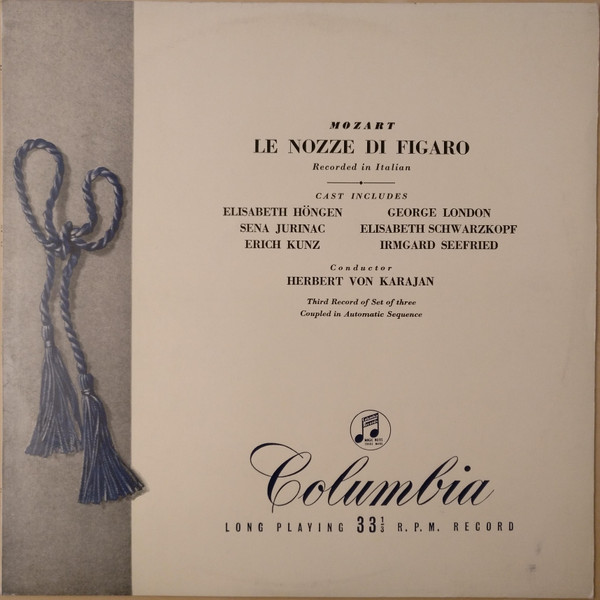 MOZART
LE NOZZE DI FIGARO
Recorded in Italian
CAST INCLUDES
ELISABETH HÖNGEN GEORGE LONDON
SENA JURINAC ELISABETH SCHWARZKOPF
ERICH KUNZ IRMGARD SEEFRIED
Conductor
HERBERT VON KARAJAN
Third Record of Set of three
Coupled in Automatic Sequence
Columbia
LONG PLAYING 33⅓ R.P.M. RECORD